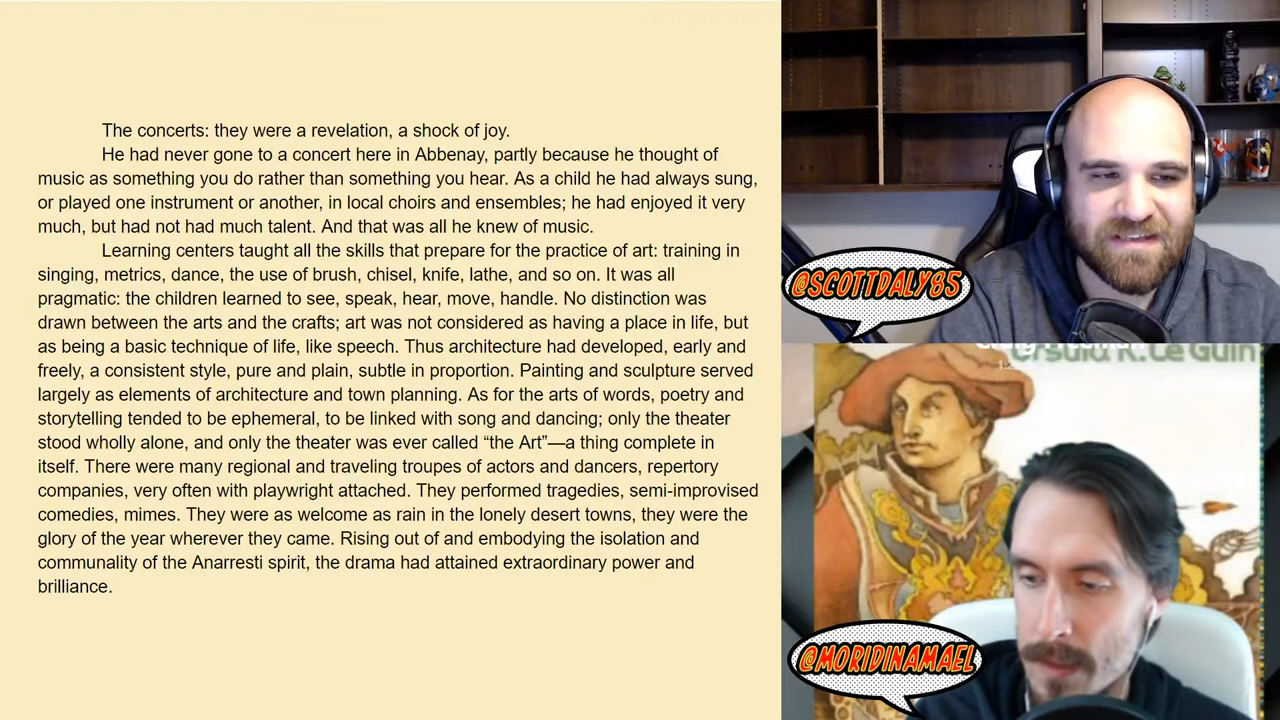 The concerts: they were a revelation, a shock of joy.
He had never gone to a concert here in Abbenay, partly because he thought of
music as something you do rather than something you hear. As a child he had always sung,
or played one instrument or another, in local choirs and ensembles; he had enjoyed it very
much, but had not had much talent. And that was all he knew of music.
Learning centers taught all the skills that prepare for the practice of art: training in
singing, metrics, dance, the use of brush, chisel, knife, lathe, and so on. It was all
pragmatic: the children learned to see, speak, hear, move, handle. No distinction was
drawn between the arts and the crafts; art was not considered as having a place in life, but
as being a basic technique of life, like speech. Thus architecture had developed, early and
freely, a consistent style, pure and plain, subtle in proportion. Painting and sculpture served
largely as elements of architecture and town planning. As for the arts of words, poetry and
storytelling tended to be ephemeral, to be linked with song and dancing; only the theater
stood wholly alone, and only the theater was ever called “the Art”—a thing complete in
itself. There were many regional and traveling troupes of actors and dancers, repertory
companies, very often with playwright attached. They performed tragedies, semi-improvised
comedies, mimes. They were as welcome as rain in the lonely desert towns, they were the
glory of the year wherever they came. Rising out of and embodying the isolation and
communality of the Anarresti spirit, the drama had attained extraordinary power and
brilliance.
@SCOTTDALY85
Ursula K. Le Guin
@MORIDINAMAEL